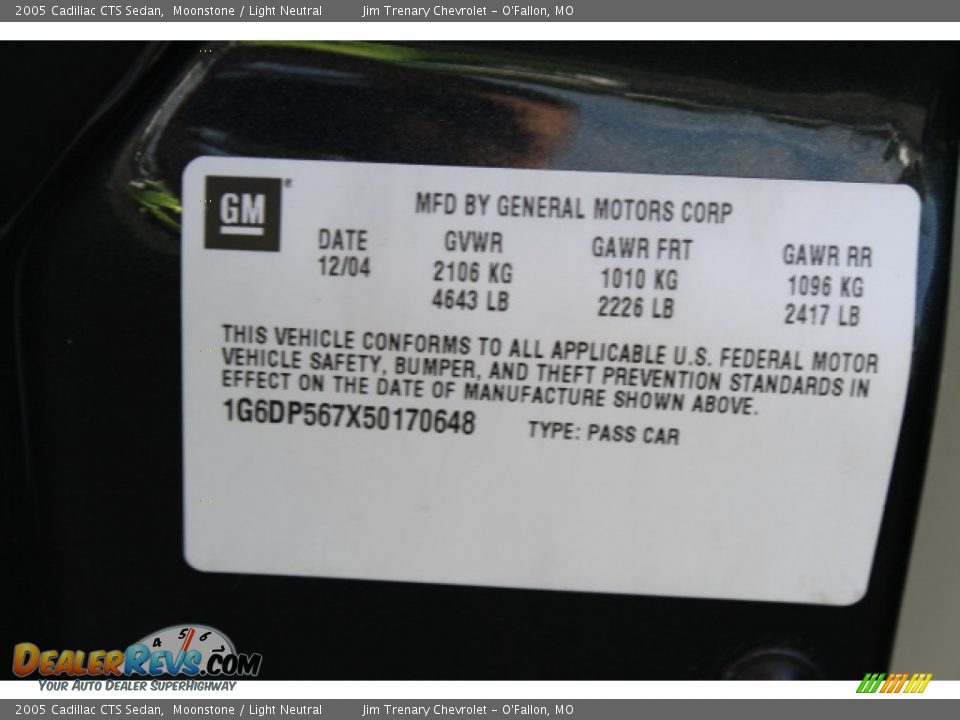 2005 Cadillac CTS Sedan, Moonstone / Light Neutral Jim Trenary Chevrolet - O'Fallon, MO
GM®
MFD BY GENERAL MOTORS CORP
DATE GVWR GAWR FRT GAWR RR
12/04 2106 KG 1010 KG 1096 KG
4643 LB 2226 LB 2417 LB
THIS VEHICLE CONFORMS TO ALL APPLICABLE U.S. FEDERAL MOTOR
VEHICLE SAFETY, BUMPER, AND THEFT PREVENTION STANDARDS IN
EFFECT ON THE DATE OF MANUFACTURE SHOWN ABOVE.
1G6DP567X50170648 TYPE: PASS CAR
4 5 6
DEALERREVS.COM
YOUR AUTO DEALER SUPERHIGHWAY
2005 Cadillac CTS Sedan, Moonstone / Light Neutral Jim Trenary Chevrolet - O'Fallon, MO